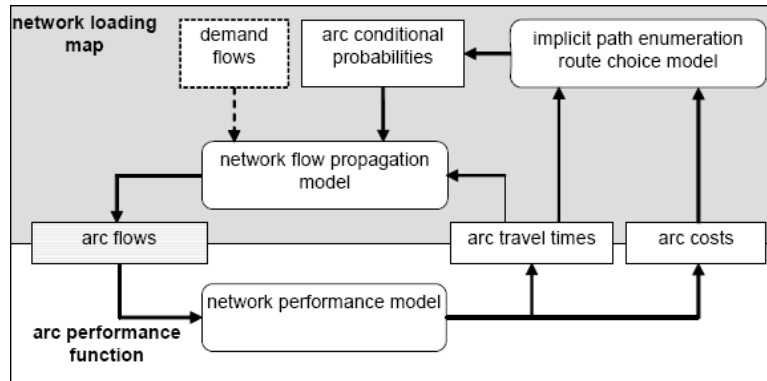 network loading
map
demand
flows
arc conditional
probabilities
implicit path enumeration
route choice model
network flow propagation
model
arc flows
arc travel times
arc costs
network performance model
arc performance
function